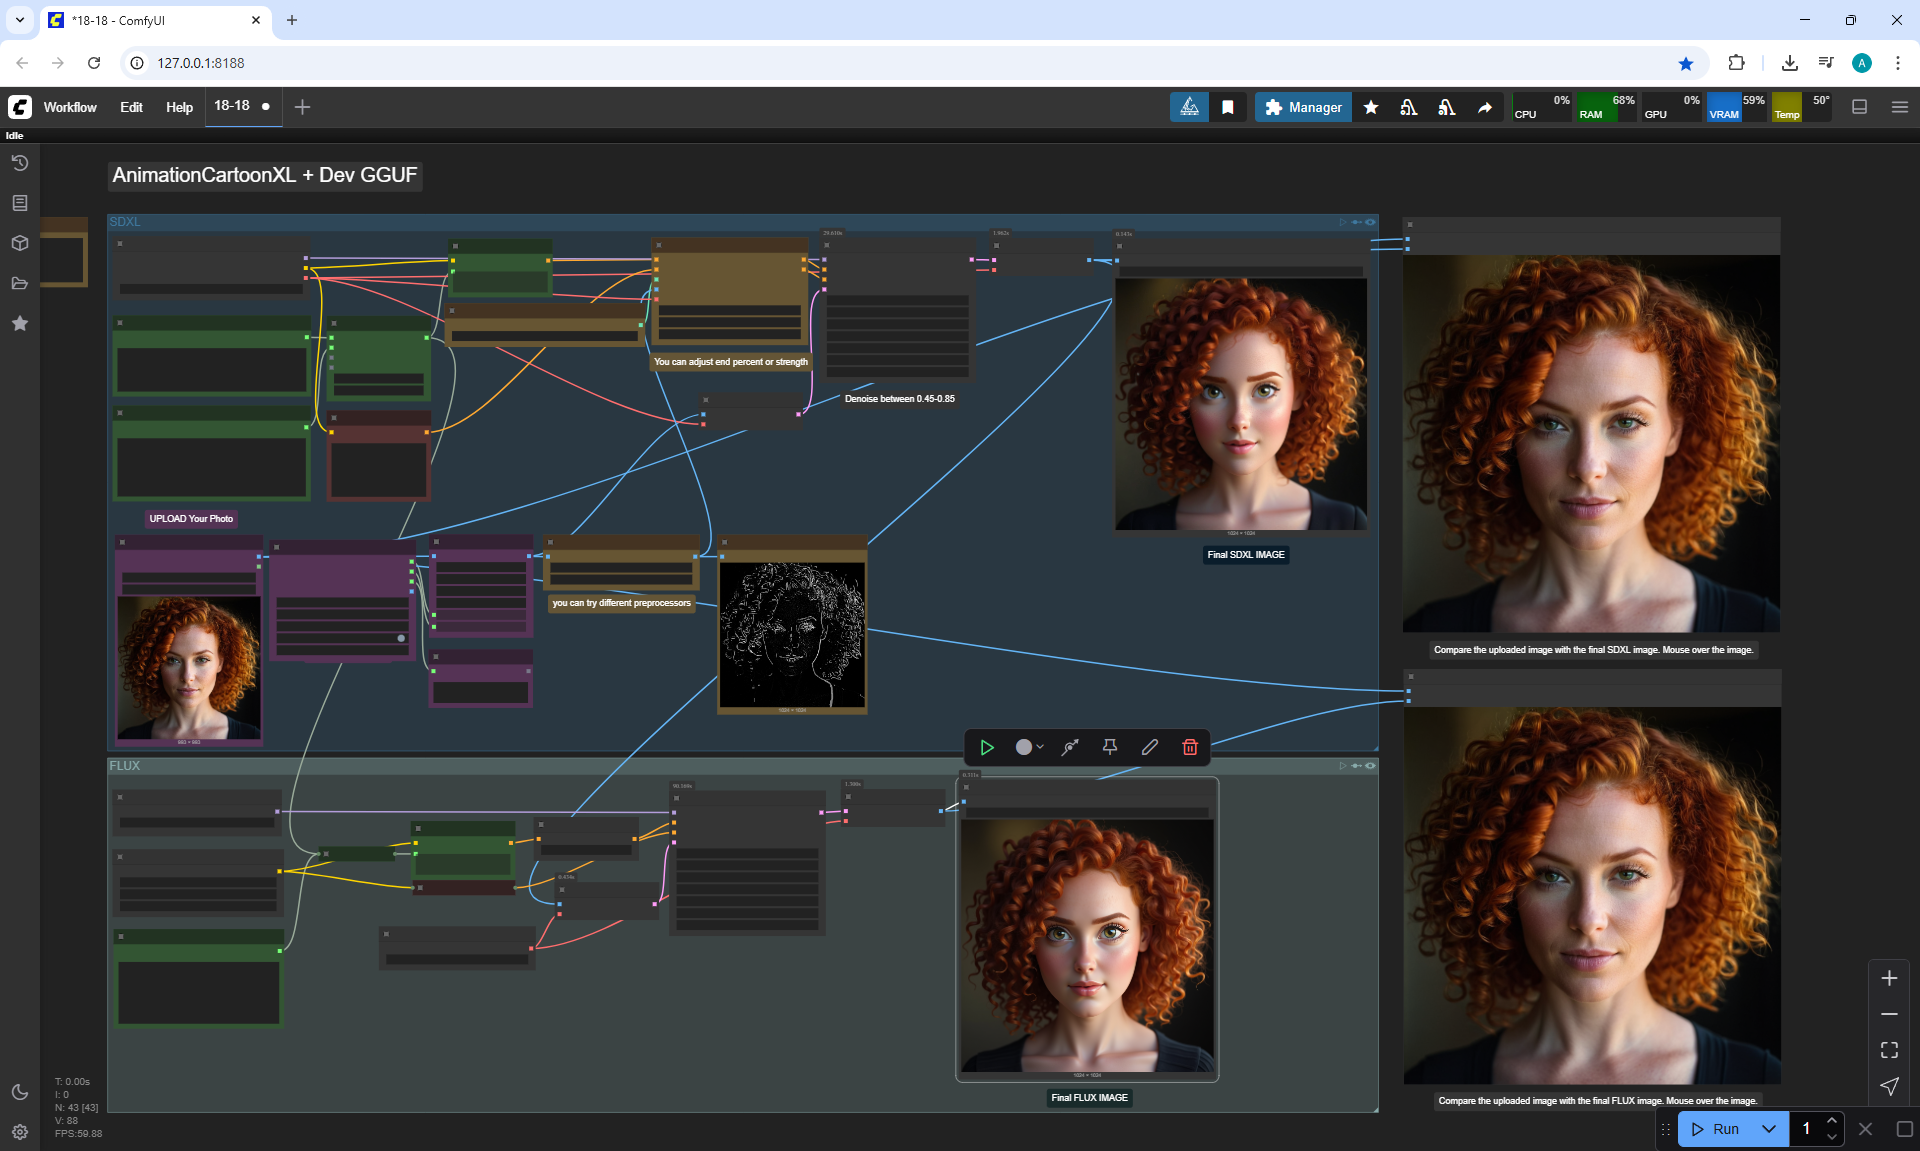 *18-18 - ComfyUI
127.0.0.1:8188
A
Workflow
Edit
Help
18-18
Manager
CPU
0%
RAM
68%
GPU
0%
VRAM
59%
Temp
50°
Idle
AnimationCartoonXL + Dev GGUF
SDXL
You can adjust end percent or strength
Denoise between 0.45-0.85
UPLOAD Your Photo
Final SDXL IMAGE
you can try different preprocessors
Compare the uploaded image with the final SDXL image. Mouse over the image.
FLUX
Final FLUX IMAGE
Compare the uploaded image with the final FLUX image. Mouse over the image.
T: 0.00s
I: 0
N: 43 [43]
V: 88
FPS:59.88
Run
1